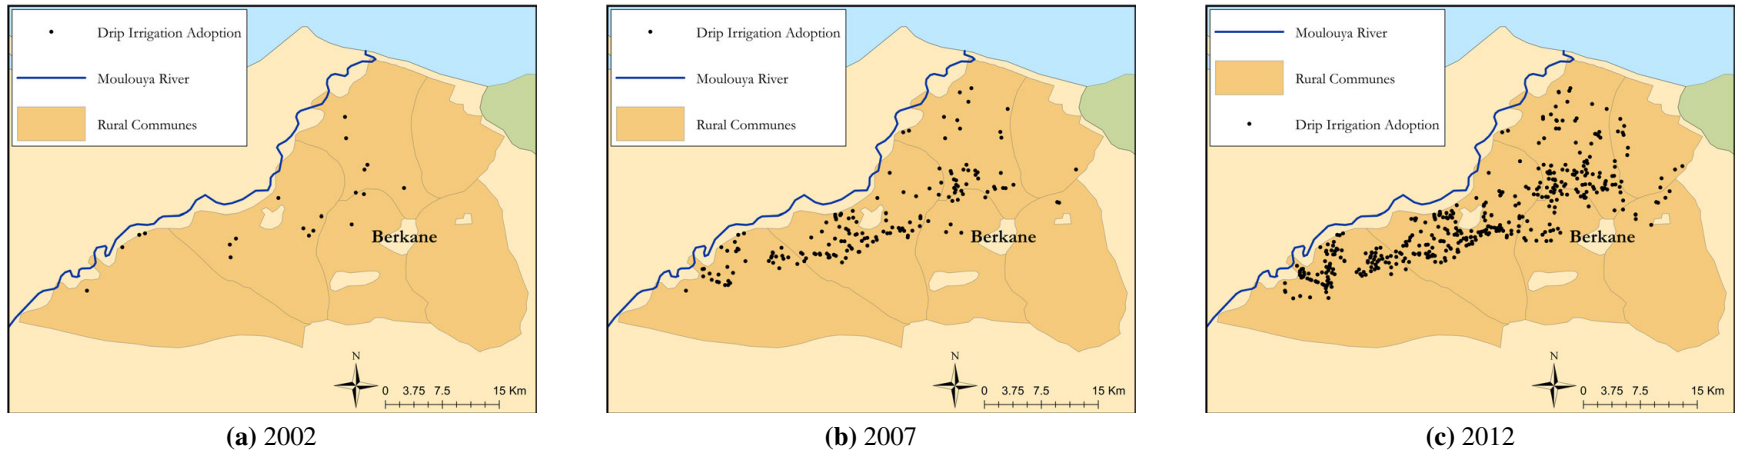 Drip Irrigation Adoption
Moulouya River
Rural Communes
Berkane
N
0 3.75 7.5 15 Km
(a) 2002
Drip Irrigation Adoption
Moulouya River
Rural Communes
Berkane
N
0 3.75 7.5 15 Km
(b) 2007
Moulouya River
Rural Communes
Drip Irrigation Adoption
Berkane
N
0 3.75 7.5 15 Km
(c) 2012